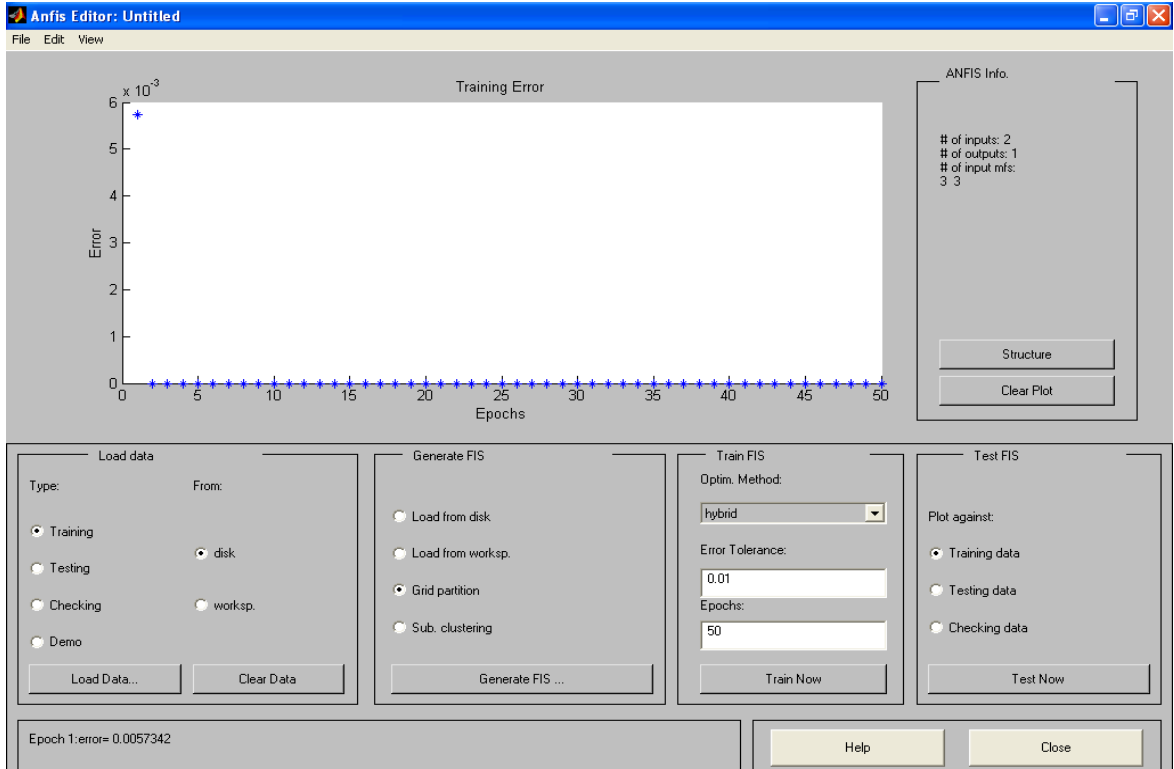 Anfis Editor: Untitled
File Edit View
x 10^-3
Training Error
6
5
4
3
2
1
0
Error
0 5 10 15 20 25 30 35 40 45 50
Epochs
ANFIS Info.
# of inputs: 2
# of outputs: 1
# of input mfs:
3 3
Structure
Clear Plot
Load data
Type: From:
Training
disk
Testing
Checking
worksp.
Demo
Load Data... Clear Data
Generate FIS
Load from disk
Load from worksp.
Grid partition
Sub. clustering
Generate FIS ...
Train FIS
Optim. Method:
hybrid
Error Tolerance:
0.01
Epochs:
50
Train Now
Test FIS
Plot against:
Training data
Testing data
Checking data
Test Now
Epoch 1:error= 0.0057342
Help Close